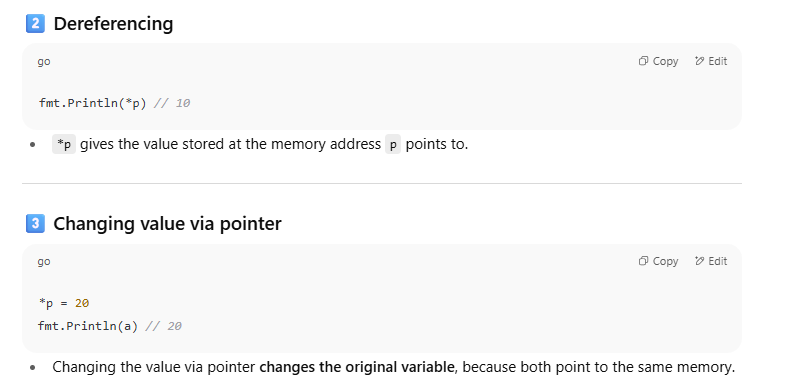 2 Dereferencing
go
Copy
Edit
fmt.Println(*p) // 10
• *p gives the value stored at the memory address p points to.
3 Changing value via pointer
go
Copy
Edit
*p = 20
fmt.Println(a) // 20
• Changing the value via pointer changes the original variable, because both point to the same memory.